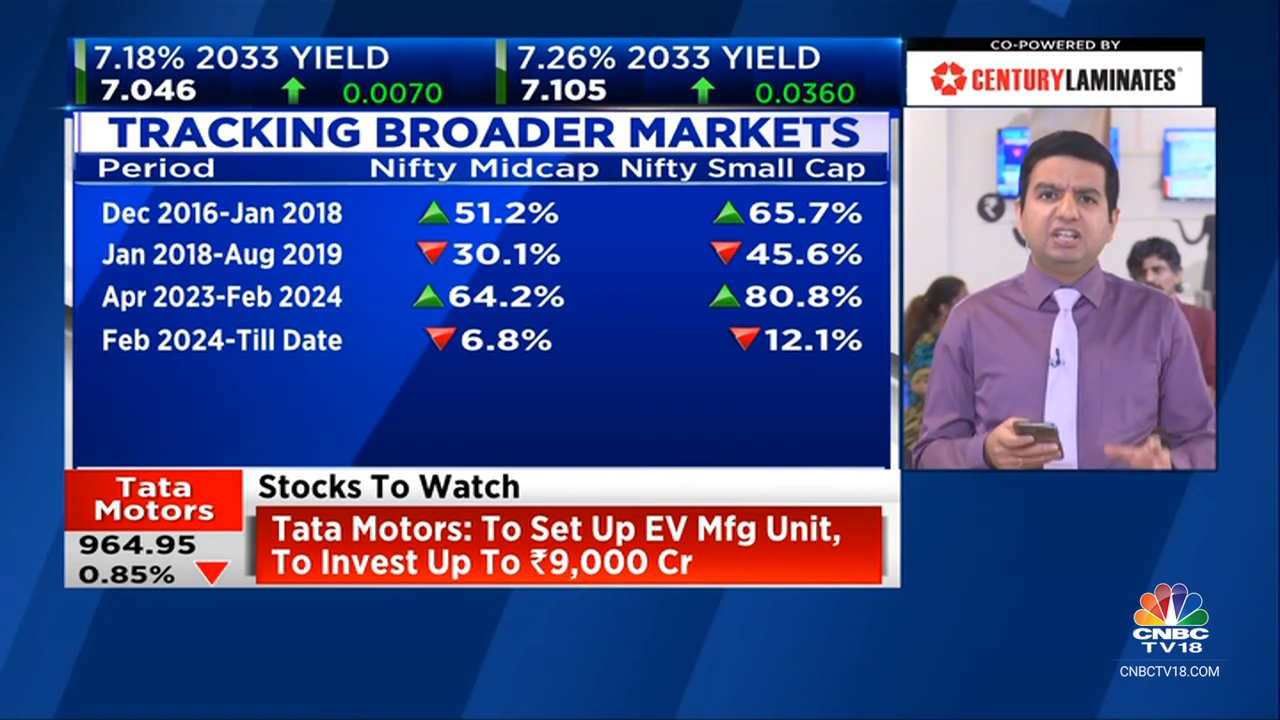 7.18% 2033 YIELD
7.046 0.0070
7.26% 2033 YIELD
7.105 0.0360
CO-POWERED BY
CENTURYLAMINATES®
TRACKING BROADER MARKETS
Period Nifty Midcap Nifty Small Cap
Dec 2016-Jan 2018 51.2% 65.7%
Jan 2018-Aug 2019 30.1% 45.6%
Apr 2023-Feb 2024 64.2% 80.8%
Feb 2024-Till Date 6.8% 12.1%
Tata
Motors
964.95
0.85%
Stocks To Watch
Tata Motors: To Set Up EV Mfg Unit,
To Invest Up To ₹9,000 Cr
CNBC
TV18
CNBCTV18.COM